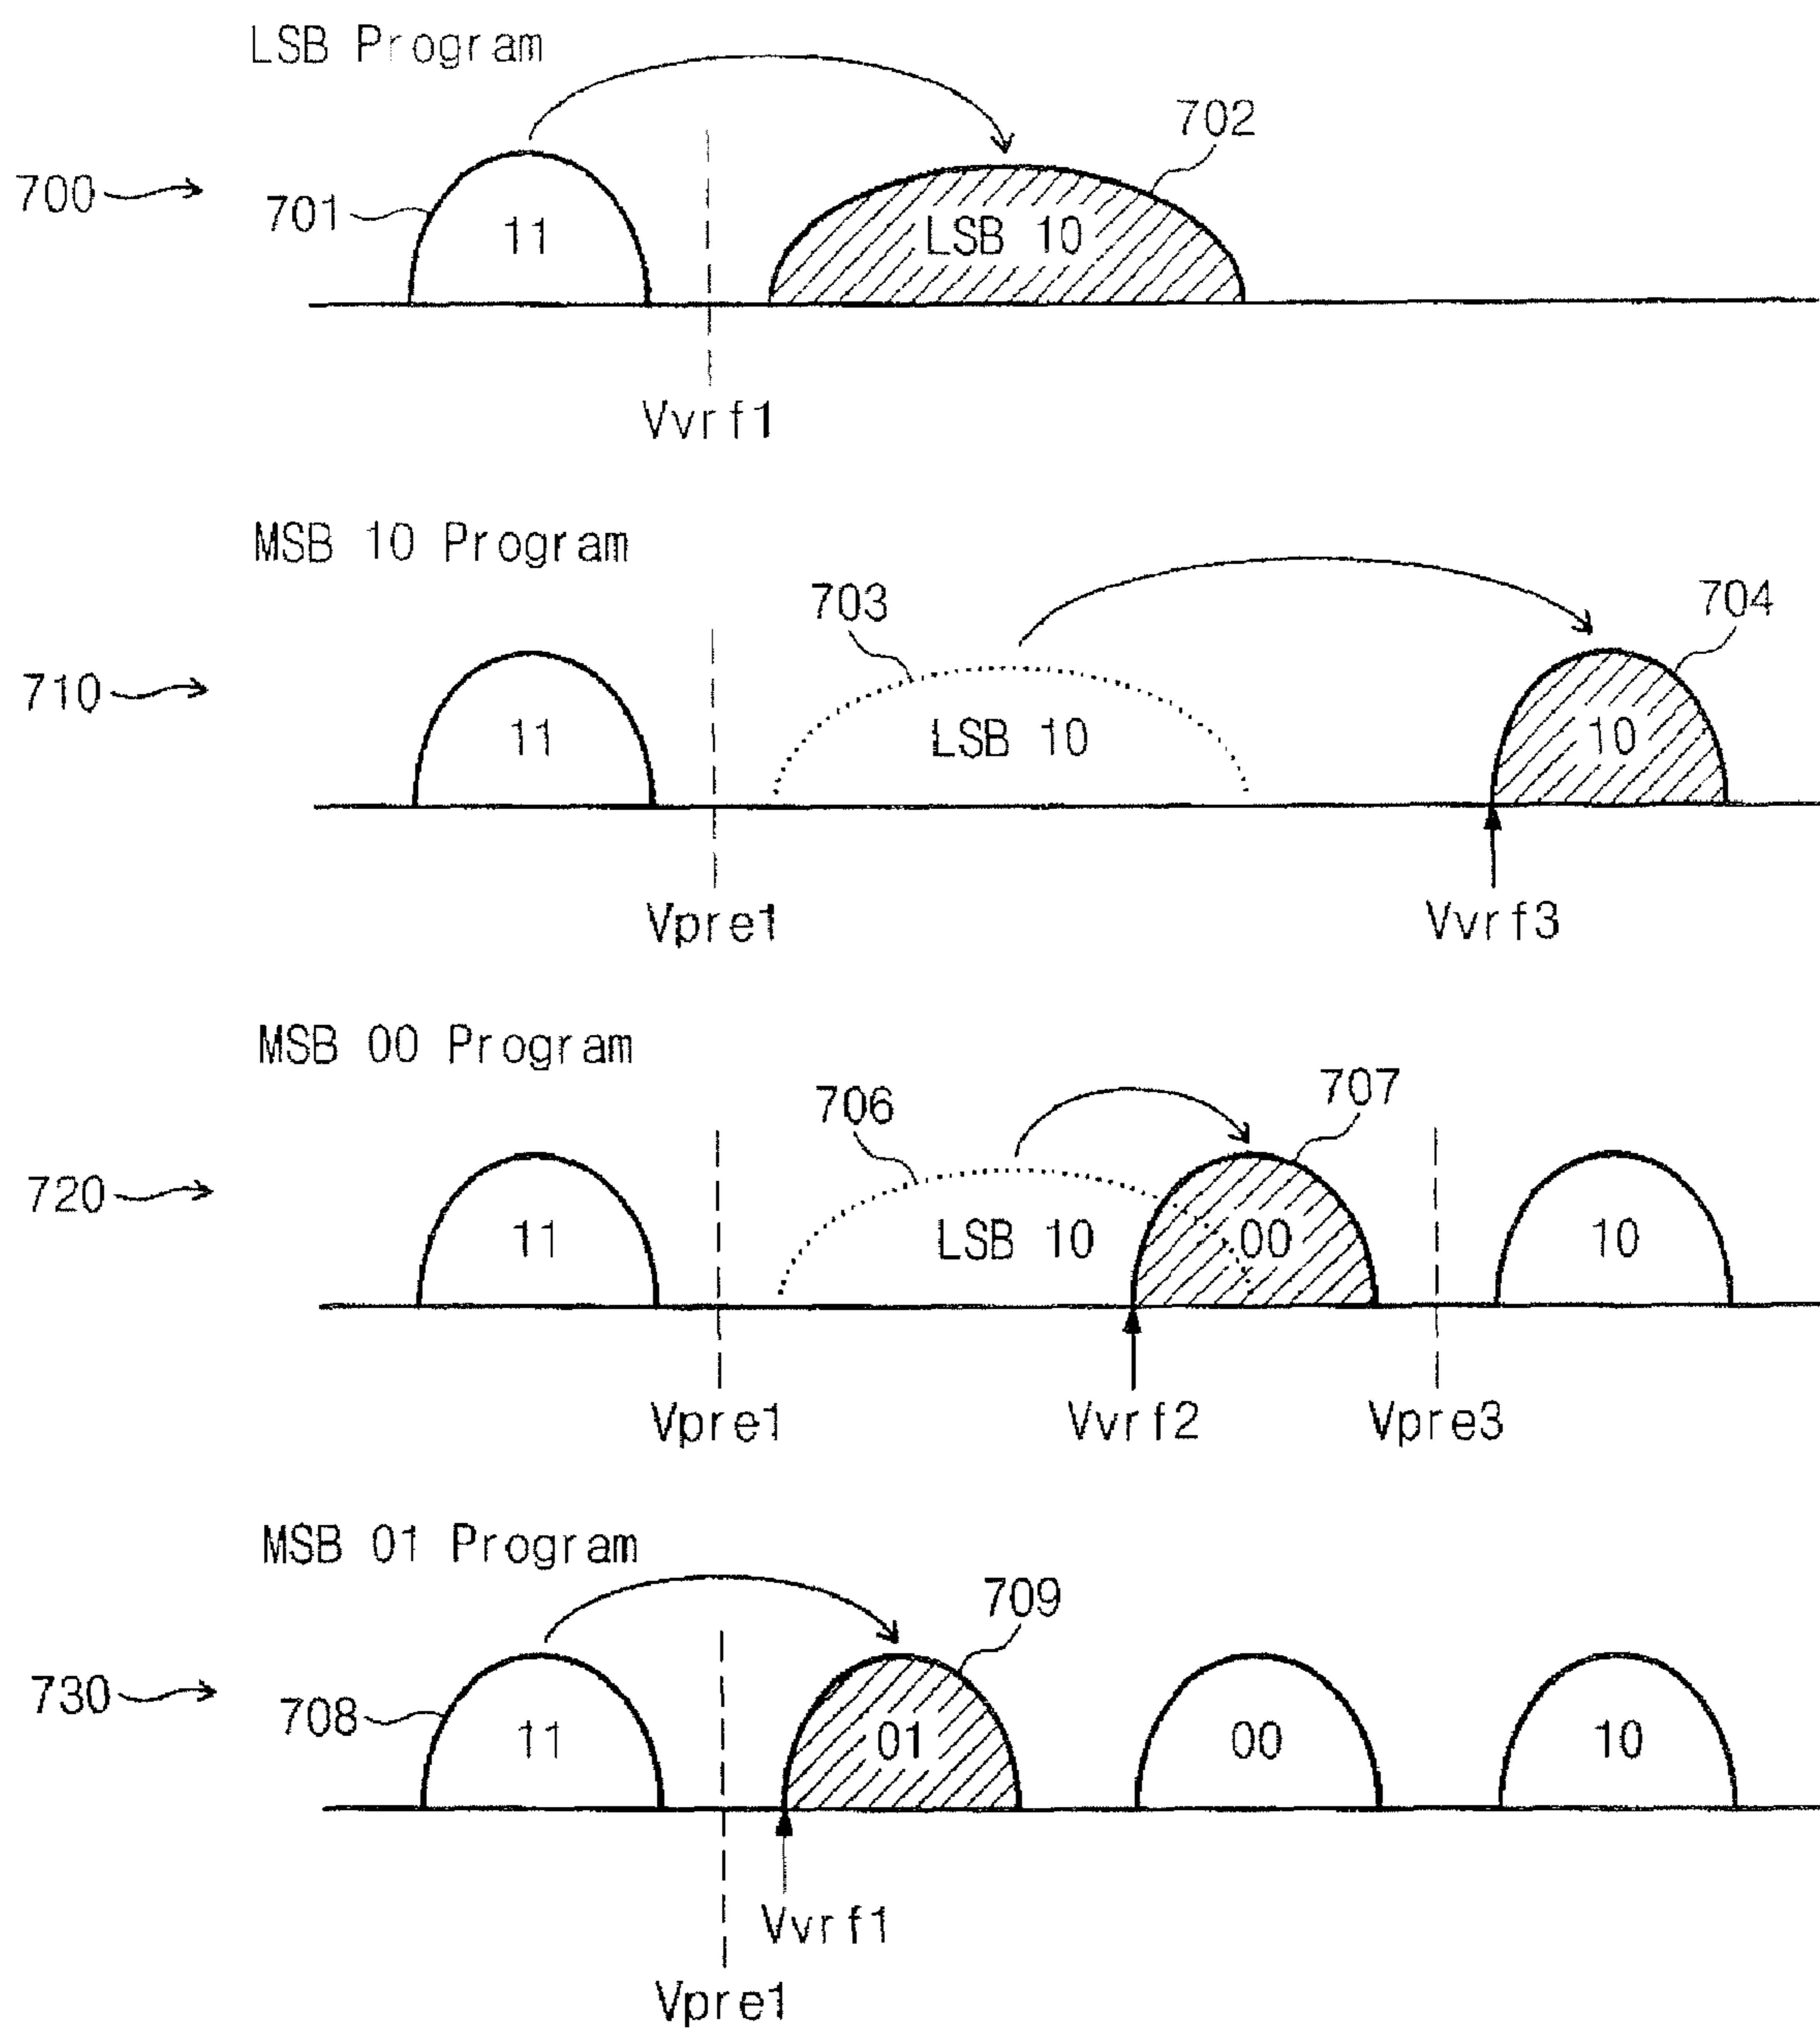 LSB Program
702
700
701
11
LSB 10
Vvrf1
MSB 10 Program
703
704
710
11
LSB 10
10
Vpre1
Vvrf3
MSB 00 Program
706
707
720
11
LSB 10
00
10
Vpre1
Vvrf2
Vpre3
MSB 01 Program
709
730
708
11
01
00
10
Vvrf1
Vpre1